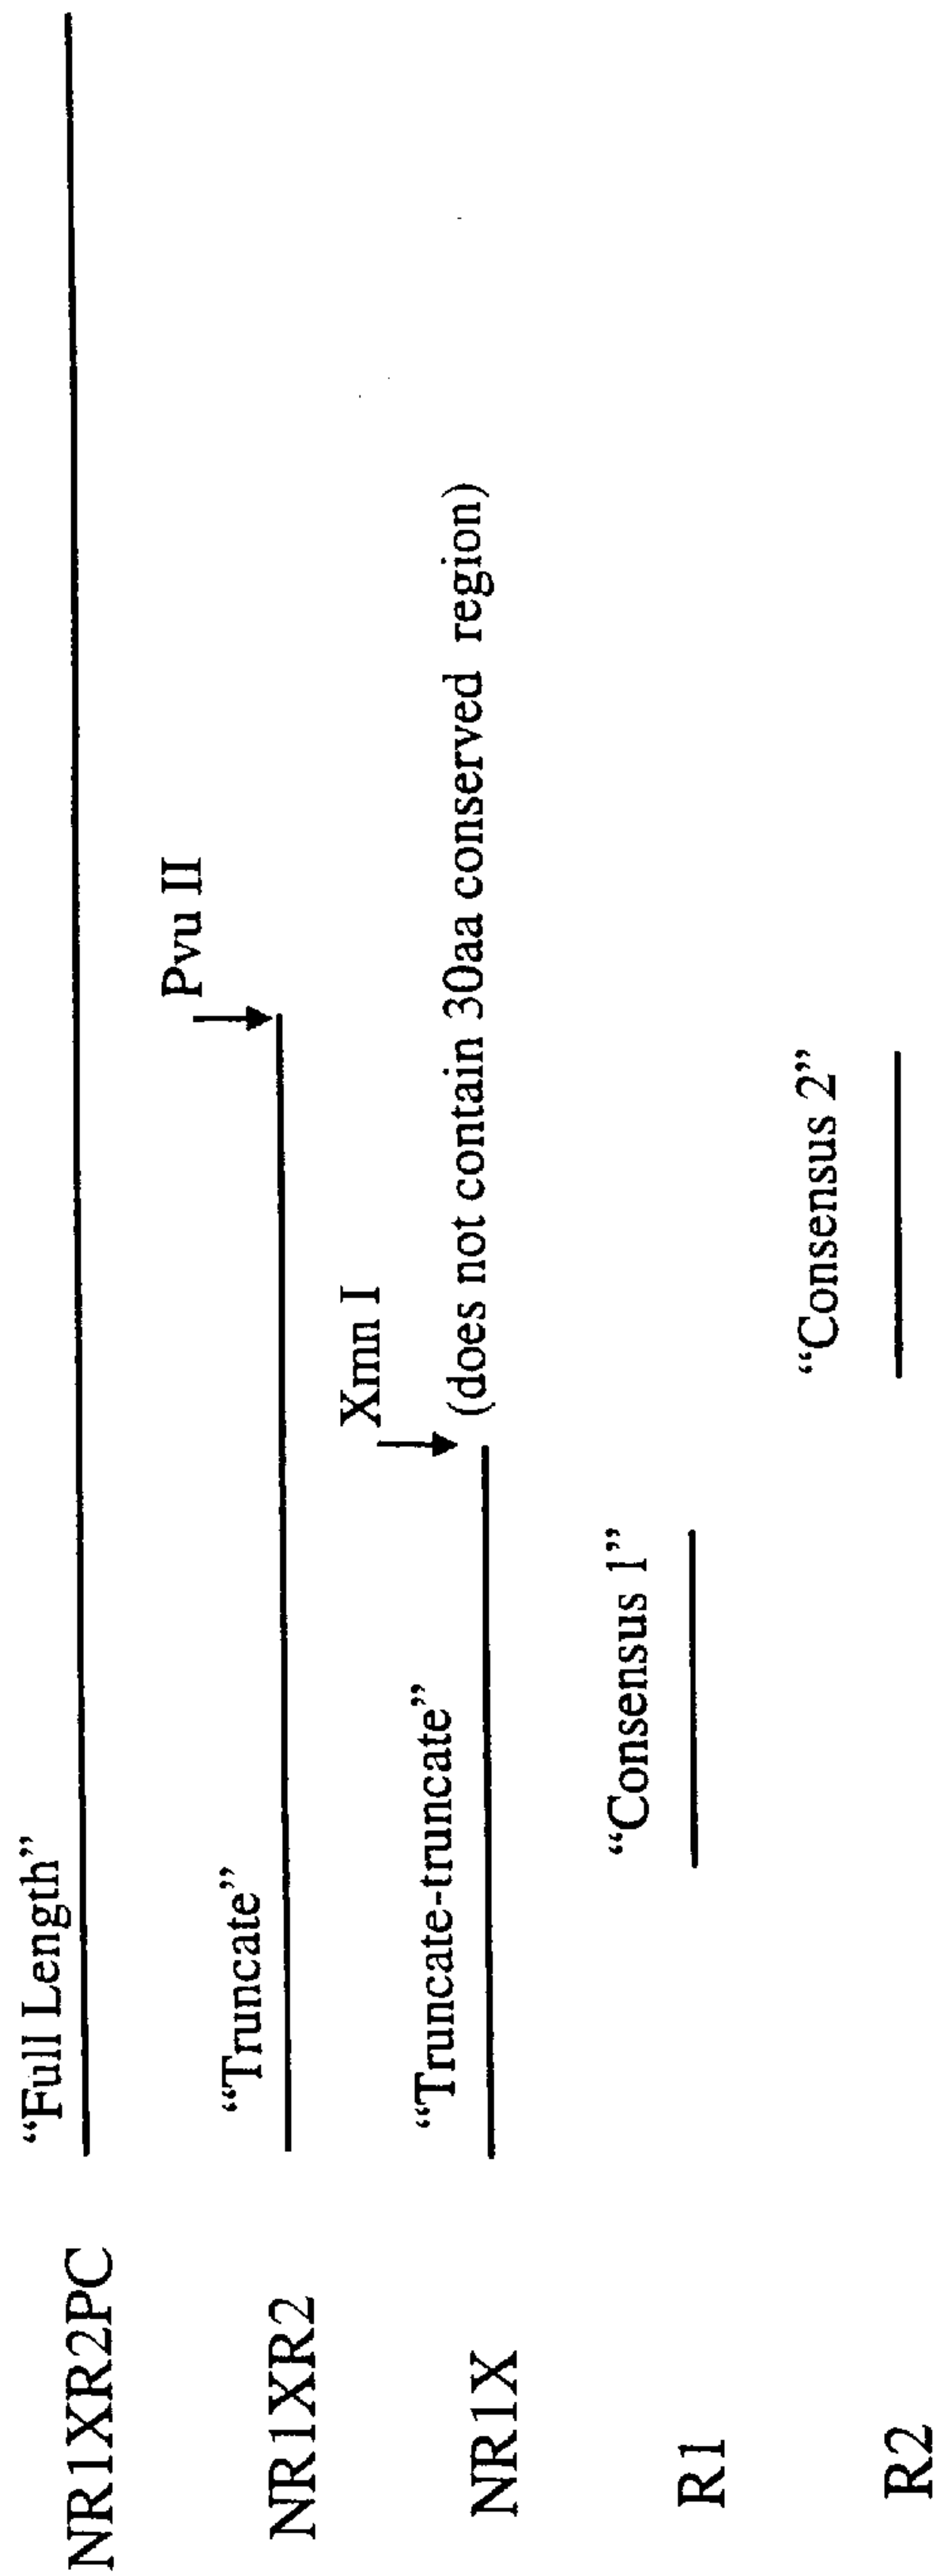 “Full Length”
NR1XR2PC
Pvu II
“Truncate”
NR1XR2
Xmn I
“Truncate-truncate”
(does not contain 30aa conserved region)
NR1X
“Consensus 1”
R1
“Consensus 2”
R2